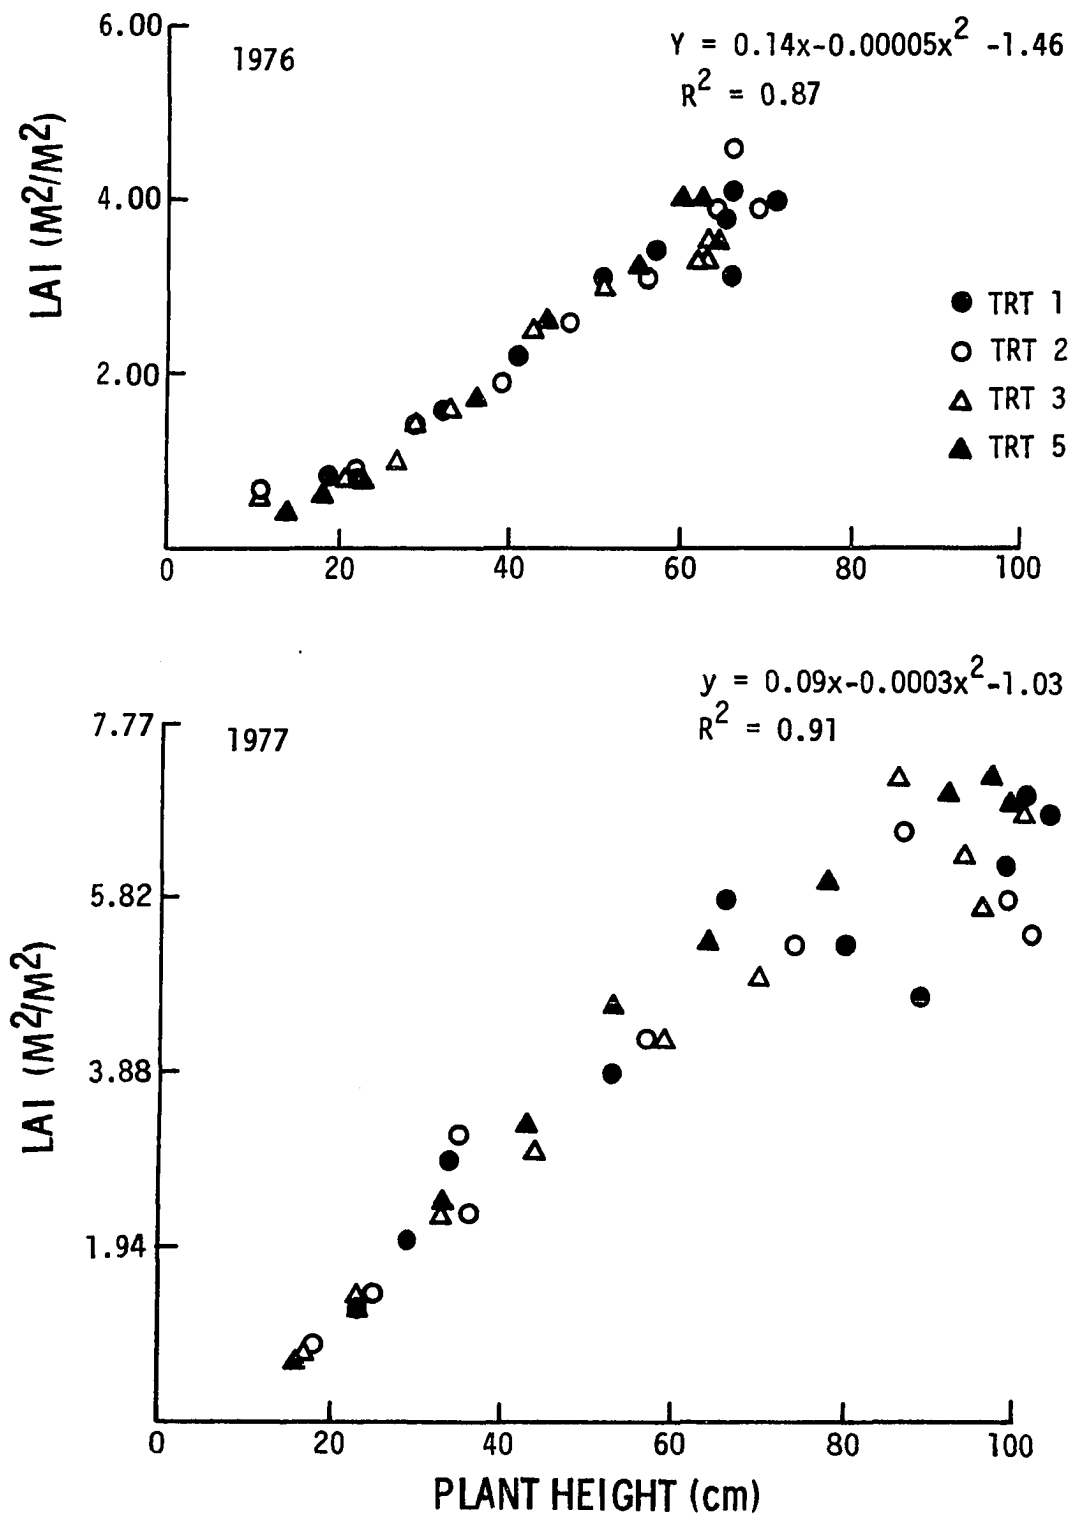 6.00
1976
Y = 0.14x-0.00005x² -1.46
R² = 0.87
LAI (M²/M²)
4.00
2.00
TRT 1
TRT 2
TRT 3
TRT 5
0 20 40 60 80 100
y = 0.09x-0.0003x²-1.03
R² = 0.91
7.77
1977
5.82
LAI (M²/M²)
3.88
1.94
0 20 40 60 80 100
PLANT HEIGHT (cm)